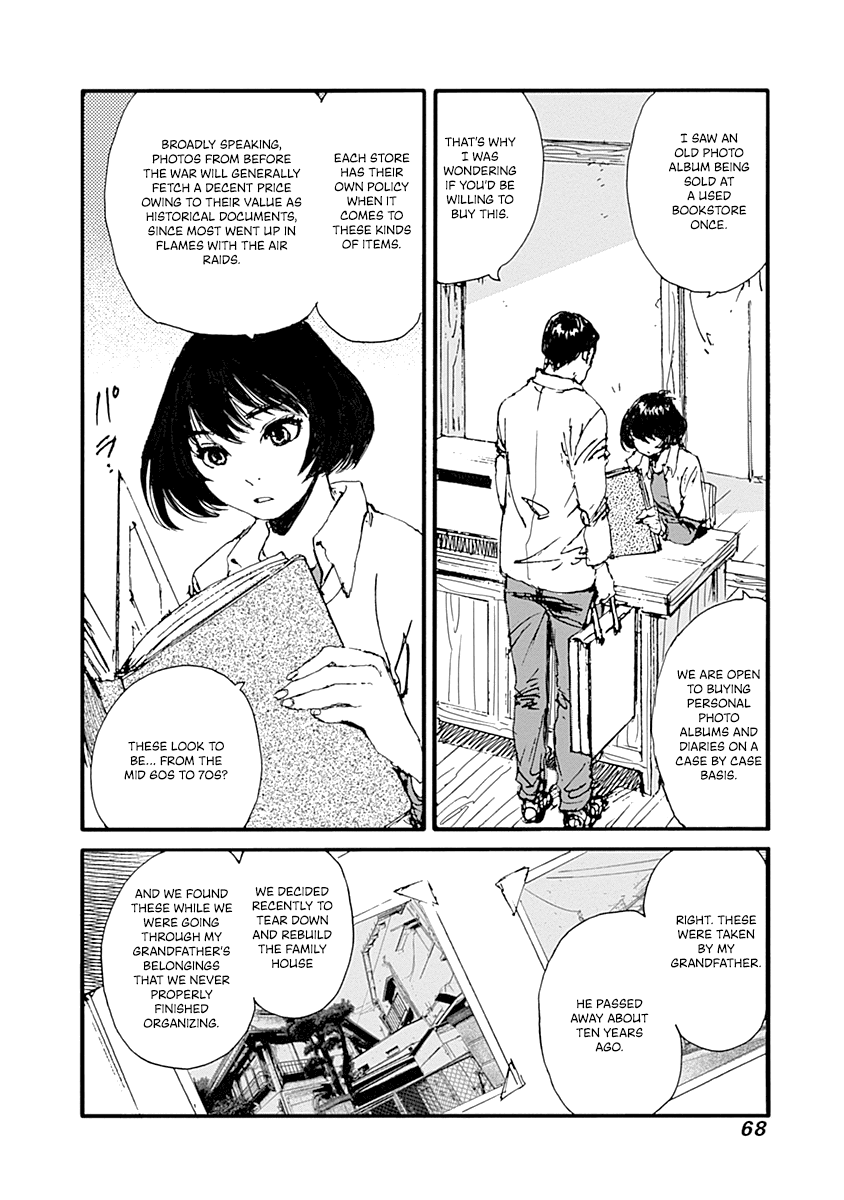 I SAW AN
OLD PHOTO
ALBUM BEING
SOLD AT
A USED
BOOKSTORE
ONCE.
THAT'S WHY
I WAS
WONDERING
IF YOU'D BE
WILLING TO
BUY THIS.
WE ARE OPEN
TO BUYING
PERSONAL
PHOTO
ALBUMS AND
DIARIES ON A
CASE BY CASE
BASIS.
EACH STORE
HAS THEIR
OWN POLICY
WHEN IT
COMES TO
THESE KINDS
OF ITEMS.
BROADLY SPEAKING,
PHOTOS FROM BEFORE
THE WAR WILL GENERALLY
FETCH A DECENT PRICE
OWING TO THEIR VALUE AS
HISTORICAL DOCUMENTS,
SINCE MOST WENT UP IN
FLAMES WITH THE AIR
RAIDS.
パラ
THESE LOOK TO
BE... FROM THE
MID 60S TO 70S?
RIGHT. THESE
WERE TAKEN
BY MY
GRANDFATHER.
HE PASSED
AWAY ABOUT
TEN YEARS
AGO.
WE DECIDED
RECENTLY TO
TEAR DOWN
AND REBUILD
THE FAMILY
HOUSE
AND WE FOUND
THESE WHILE WE
WERE GOING
THROUGH MY
GRANDFATHER'S
BELONGINGS
THAT WE NEVER
PROPERLY
FINISHED
ORGANIZING.
68